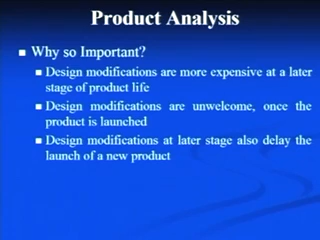 Product Analysis
Why so Important?
Design modifications are more expensive at a later
stage of product life
Design modifications are unwelcome, once the
product is launched
Design modifications at later stage also delay the
launch of a new product